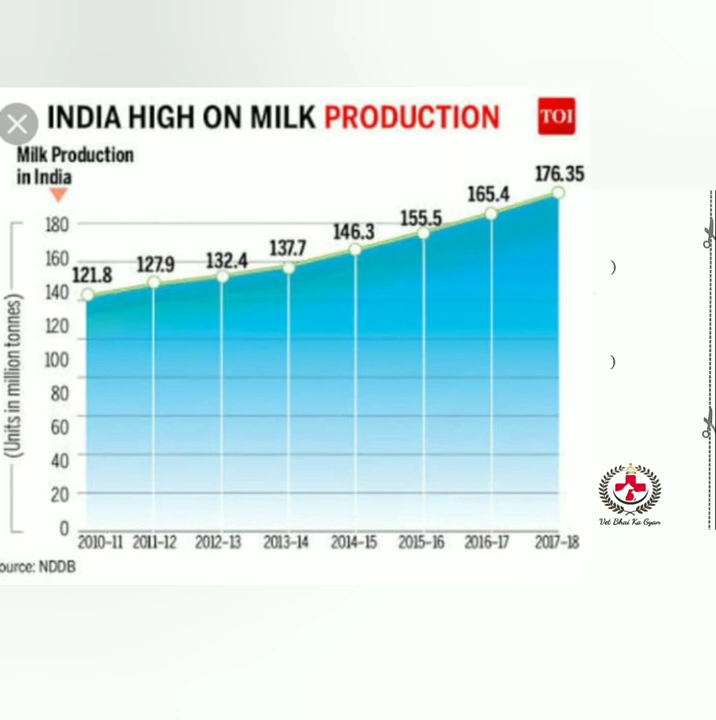 INDIA HIGH ON MILK PRODUCTION
TOI
Milk Production
in India
(Units in million tonnes)
180
160
140
120
100
80
60
40
20
0
121.8
127.9
132.4
137.7
146.3
155.5
165.4
176.35
2010-11 2011-12 2012-13 2013-14 2014-15 2015-16 2016-17 2017-18
ource: NDDB
)
)
Vet Bhai Ka Gyan